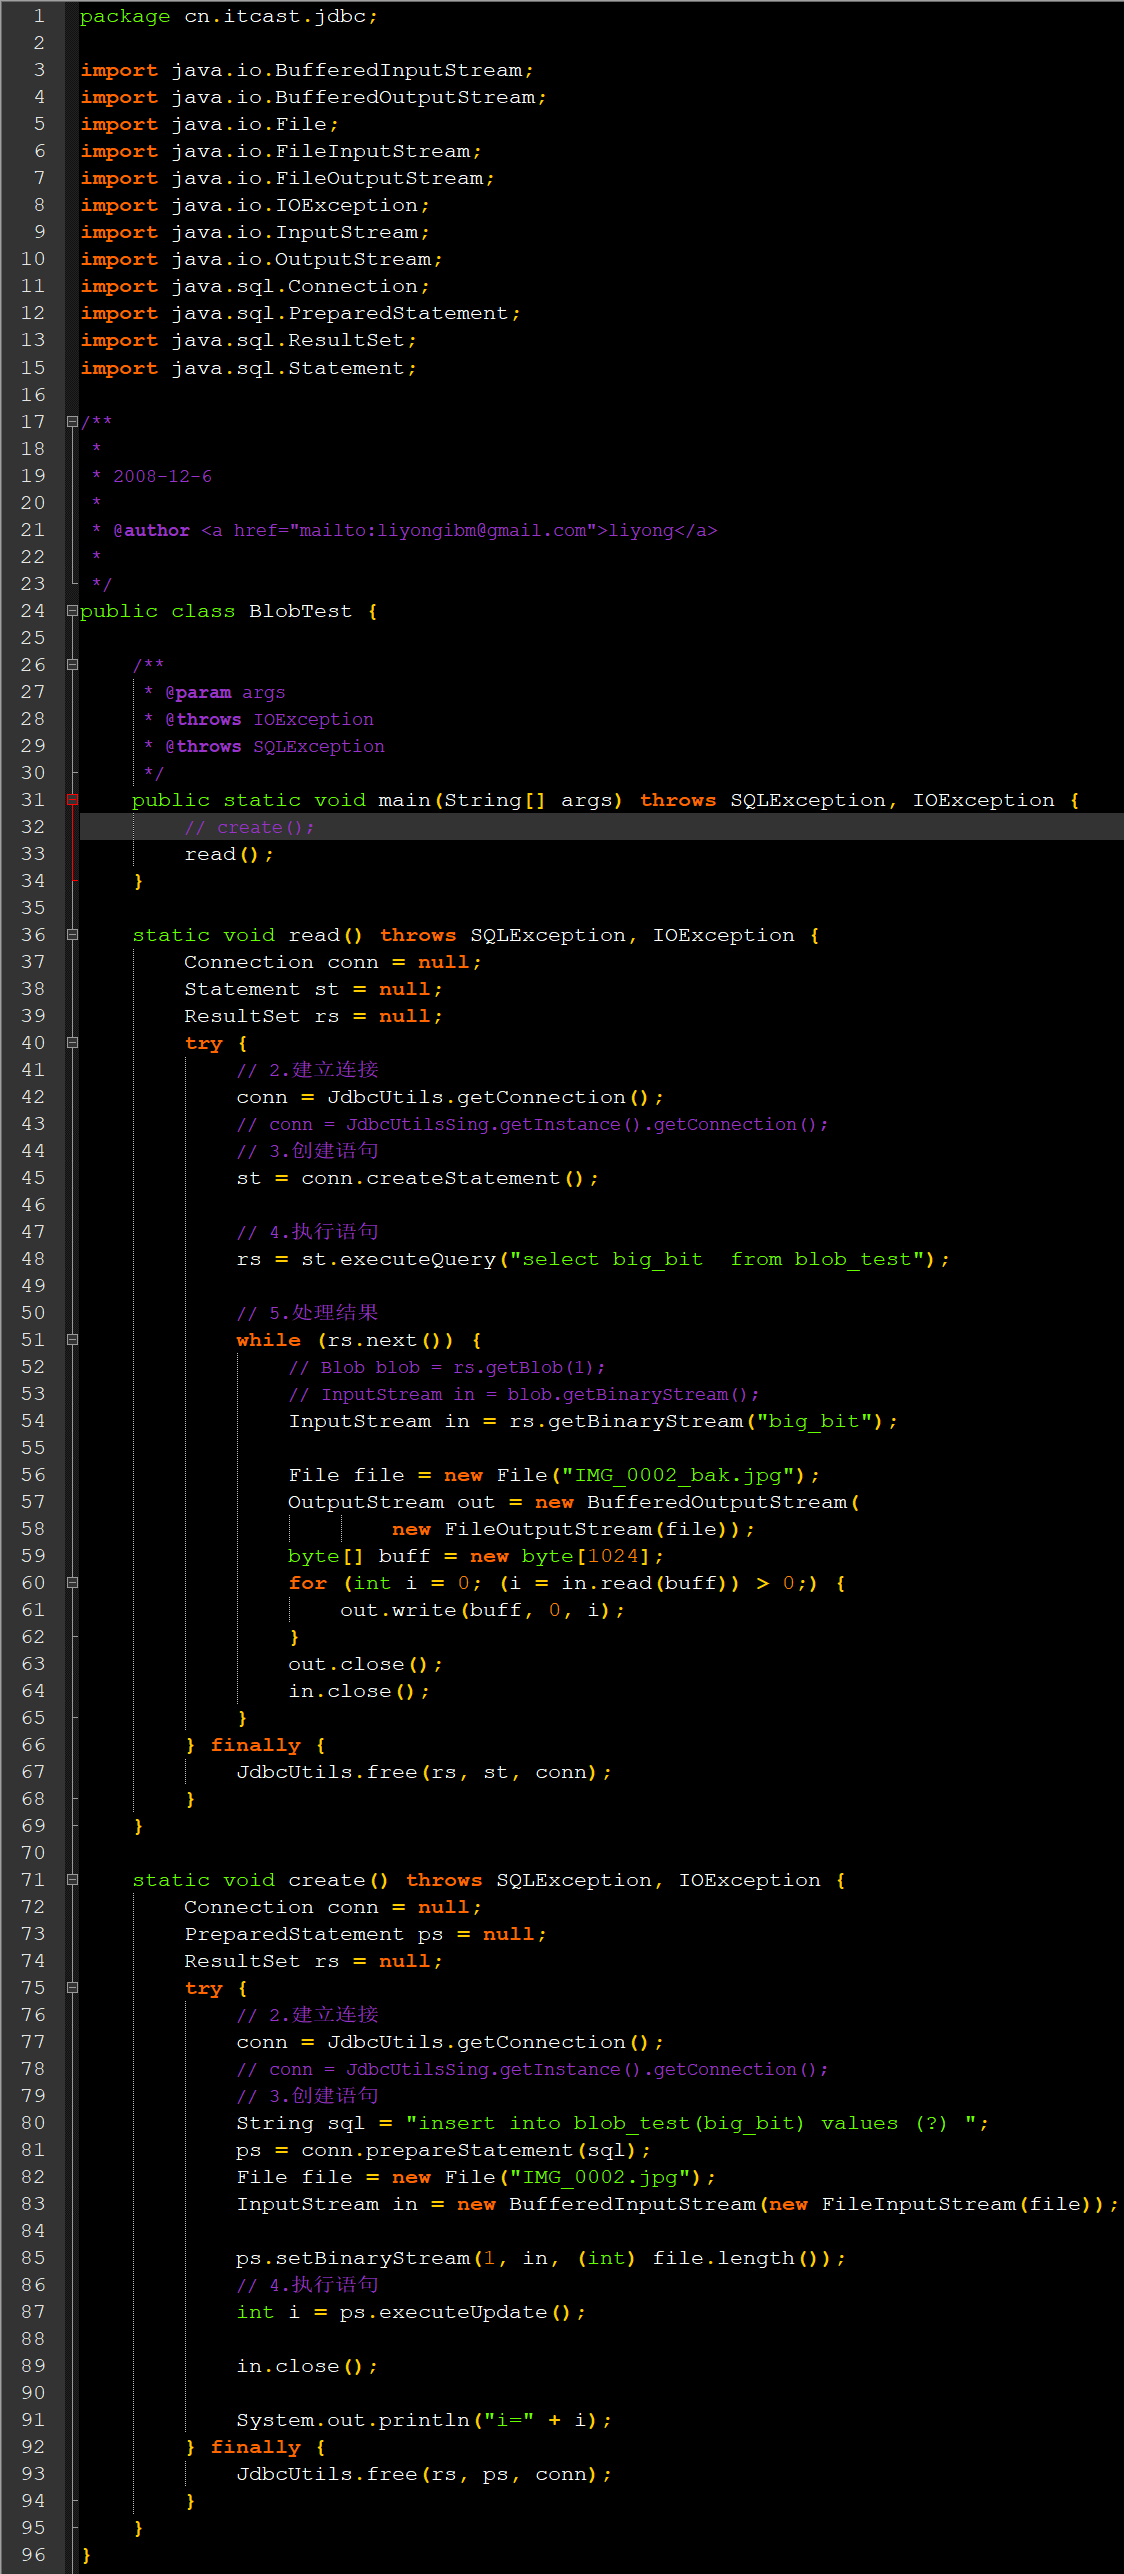 1 package cn.itcast.jdbc;
2
3 import java.io.BufferedInputStream;
4 import java.io.BufferedOutputStream;
5 import java.io.File;
6 import java.io.FileInputStream;
7 import java.io.FileOutputStream;
8 import java.io.IOException;
9 import java.io.InputStream;
10 import java.io.OutputStream;
11 import java.sql.Connection;
12 import java.sql.PreparedStatement;
13 import java.sql.ResultSet;
15 import java.sql.Statement;
16
17 /**
18  *
19  * 2008-12-6
20  *
21  * @author <a href="mailto:liyongibm@gmail.com">liyong</a>
22  *
23  */
24 public class BlobTest {
25
26     /**
27      * @param args
28      * @throws IOException
29      * @throws SQLException
30      */
31     public static void main(String[] args) throws SQLException, IOException {
32         // create();
33         read();
34     }
35
36     static void read() throws SQLException, IOException {
37         Connection conn = null;
38         Statement st = null;
39         ResultSet rs = null;
40         try {
41             // 2.建立连接
42             conn = JdbcUtils.getConnection();
43             // conn = JdbcUtilsSing.getInstance().getConnection();
44             // 3.创建语句
45             st = conn.createStatement();
46
47             // 4.执行语句
48             rs = st.executeQuery("select big_bit  from blob_test");
49
50             // 5.处理结果
51             while (rs.next()) {
52                 // Blob blob = rs.getBlob(1);
53                 // InputStream in = blob.getBinaryStream();
54                 InputStream in = rs.getBinaryStream("big_bit");
55
56                 File file = new File("IMG_0002_bak.jpg");
57                 OutputStream out = new BufferedOutputStream(
58                         new FileOutputStream(file));
59                 byte[] buff = new byte[1024];
60                 for (int i = 0; (i = in.read(buff)) > 0;) {
61                     out.write(buff, 0, i);
62                 }
63                 out.close();
64                 in.close();
65             }
66         } finally {
67             JdbcUtils.free(rs, st, conn);
68         }
69     }
70
71     static void create() throws SQLException, IOException {
72         Connection conn = null;
73         PreparedStatement ps = null;
74         ResultSet rs = null;
75         try {
76             // 2.建立连接
77             conn = JdbcUtils.getConnection();
78             // conn = JdbcUtilsSing.getInstance().getConnection();
79             // 3.创建语句
80             String sql = "insert into blob_test(big_bit) values (?) ";
81             ps = conn.prepareStatement(sql);
82             File file = new File("IMG_0002.jpg");
83             InputStream in = new BufferedInputStream(new FileInputStream(file));
84
85             ps.setBinaryStream(1, in, (int) file.length());
86             // 4.执行语句
87             int i = ps.executeUpdate();
88
89             in.close();
90
91             System.out.println("i=" + i);
92         } finally {
93             JdbcUtils.free(rs, ps, conn);
94         }
95     }
96 }